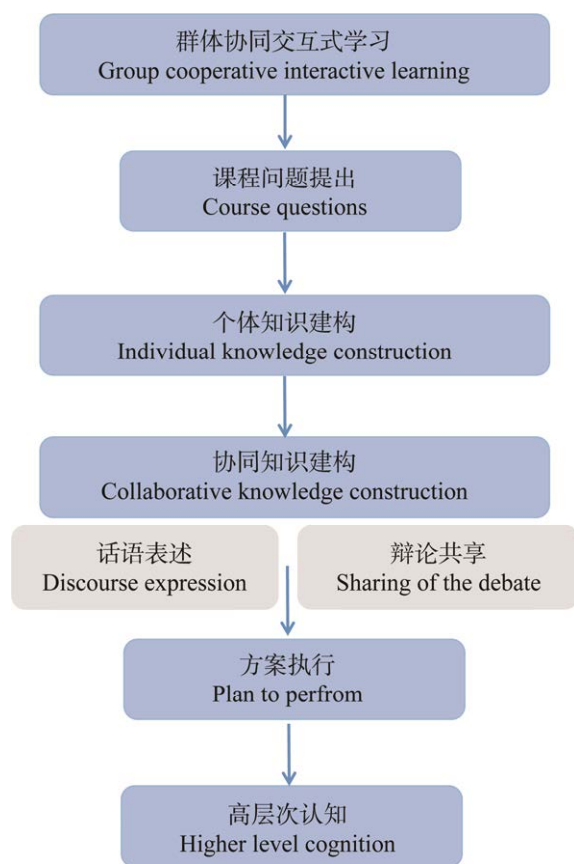 群体协同交互式学习
Group cooperative interactive learning
课程问题提出
Course questions
个体知识建构
Individual knowledge construction
协同知识建构
Collaborative knowledge construction
话语表述
Discourse expression
辩论共享
Sharing of the debate
方案执行
Plan to perfrom
高层次认知
Higher level cognition